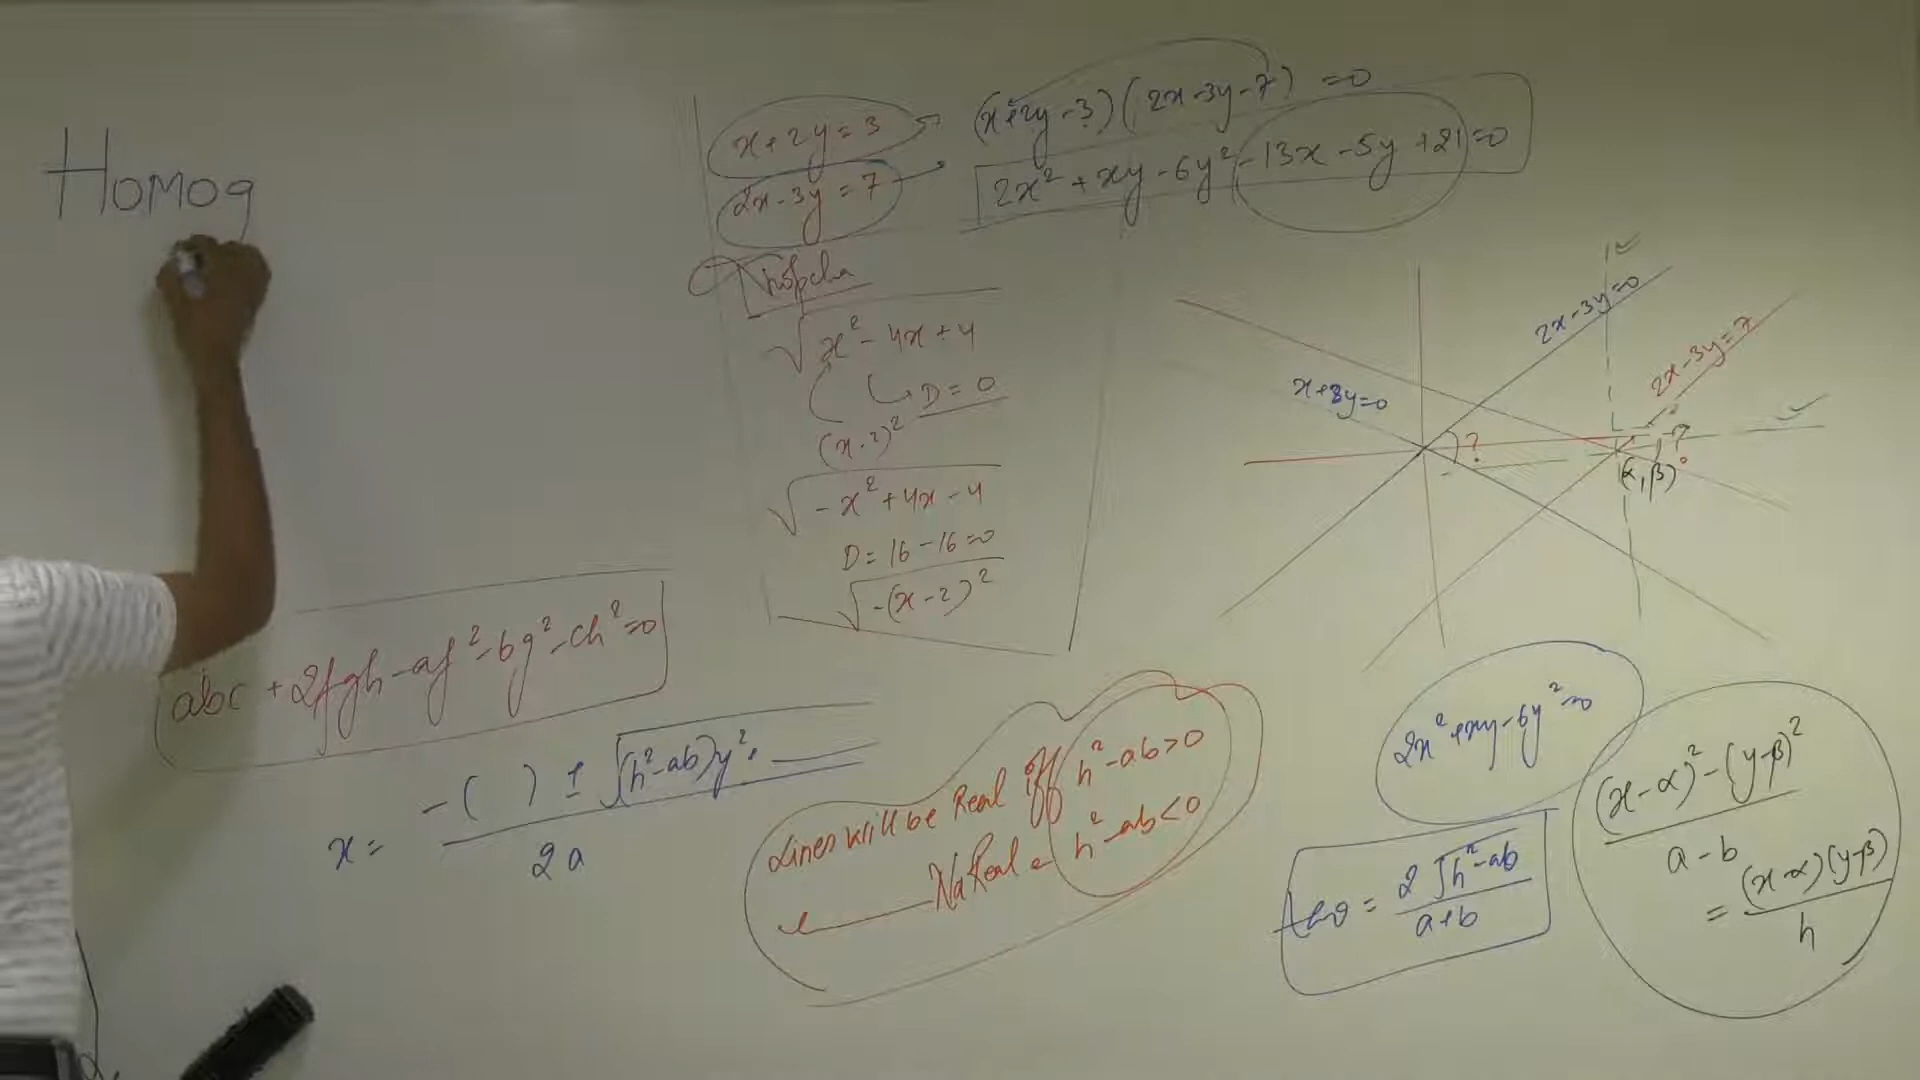 Homog
x+2y=3
2x-3y=7
(x+2y-3)(2x-3y-7)=0
2x²+xy-6y²-13x-5y+21=0
√x²-4x+4
D=0
(x-2)²
√-x²+4x-4
D=16-16=0
√-(x-2)²
2x-3y=0
2x-3y=7
x+2y=0
?
?
(α,β)
abc+2fgh-af²-bg²-ch²=0
x= -( ) ± √(h²-ab)y²
2a
Lines will be Real iff h²-ab>0
Not Real = h²-ab<0
2x²+xy-6y²=0
tanθ = 2√h²-ab
a+b
(x-α)²-(y-β)²
a-b
= (x-α)(y-β)
h